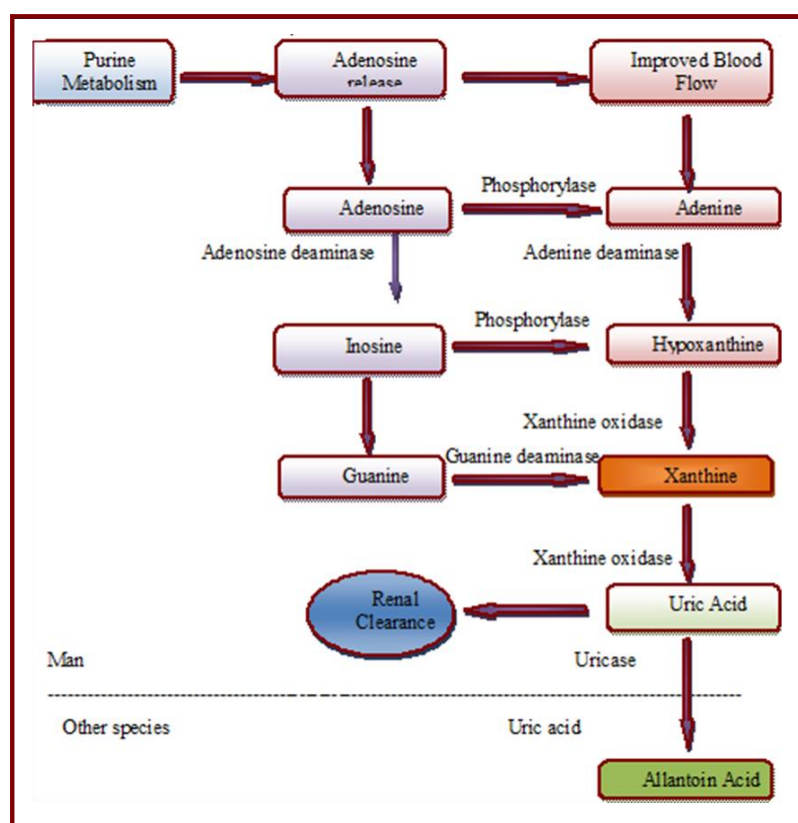 Purine
Metabolism
Adenosine
release
Improved Blood
Flow
Phosphorylase
Adenosine
Adenine
Adenosine deaminase
Adenine deaminase
Phosphorylase
Inosine
Hypoxanthine
Xanthine oxidase
Guanine deaminase
Guanine
Xanthine
Xanthine oxidase
Renal
Clearance
Uric Acid
Man
Uricase
Other species
Uric acid
Allantoin Acid